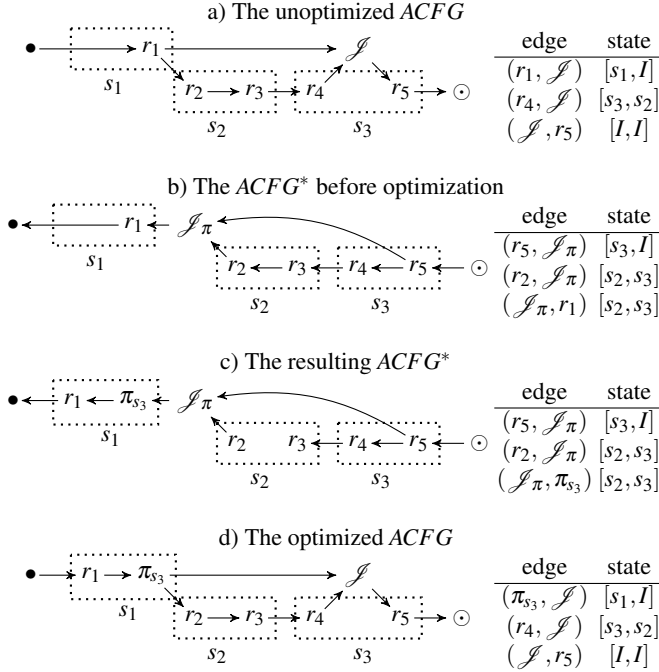 a) The unoptimized ACFG
edge state
● r₁ 𝒥 (r₁, 𝒥) [s₁, I]
s₁ r₂ r₃ r₄ r₅ ⊙ (r₄, 𝒥) [s₃, s₂]
s₂ s₃ (𝒥, r₅) [I, I]
b) The ACFG* before optimization
edge state
● r₁ 𝒥π (r₅, 𝒥π) [s₃, I]
s₁ r₂ r₃ r₄ r₅ ⊙ (r₂, 𝒥π) [s₂, s₃]
s₂ s₃ (𝒥π, r₁) [s₂, s₃]
c) The resulting ACFG*
edge state
● r₁ πs₃ 𝒥π (r₅, 𝒥π) [s₃, I]
s₁ r₂ r₃ r₄ r₅ ⊙ (r₂, 𝒥π) [s₂, s₃]
s₂ s₃ (𝒥π, πs₃) [s₂, s₃]
d) The optimized ACFG
edge state
● r₁ πs₃ 𝒥 (πs₃, 𝒥) [s₁, I]
s₁ r₂ r₃ r₄ r₅ ⊙ (r₄, 𝒥) [s₃, s₂]
s₂ s₃ (𝒥, r₅) [I, I]